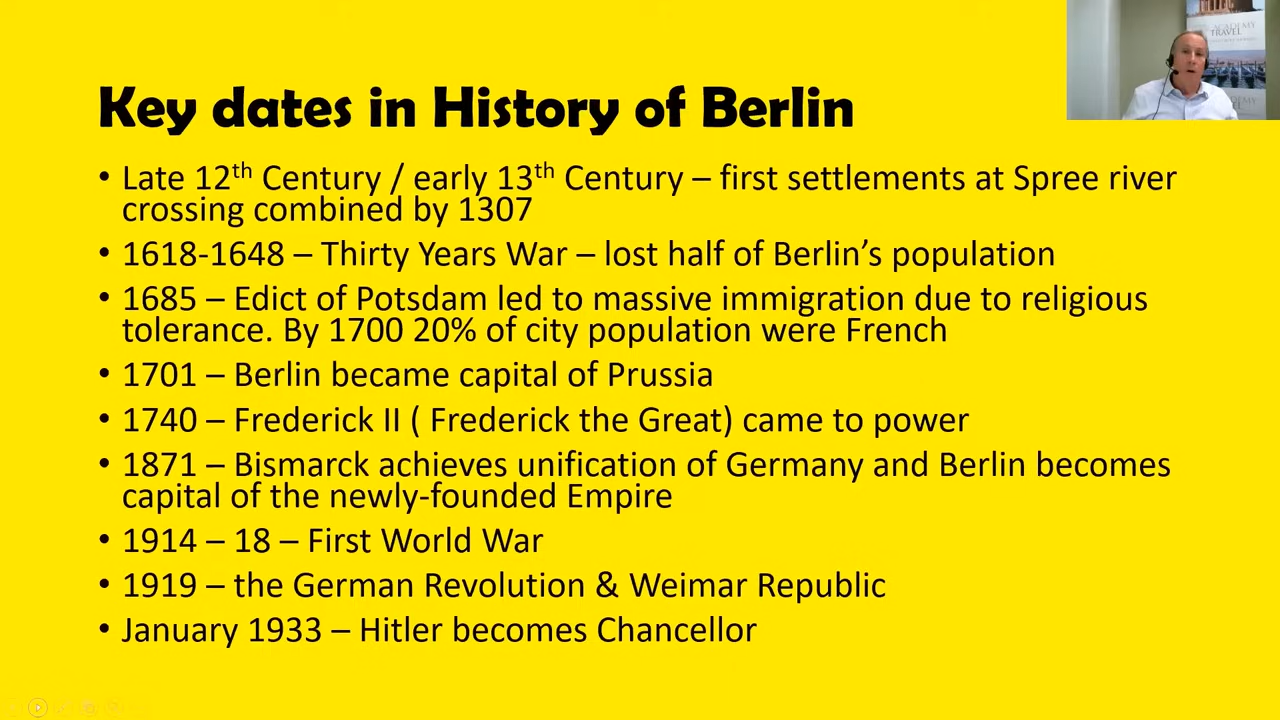 Key dates in History of Berlin
• Late 12th Century / early 13th Century – first settlements at Spree river
crossing combined by 1307
• 1618-1648 – Thirty Years War – lost half of Berlin’s population
• 1685 – Edict of Potsdam led to massive immigration due to religious
tolerance. By 1700 20% of city population were French
• 1701 – Berlin became capital of Prussia
• 1740 – Frederick II ( Frederick the Great) came to power
• 1871 – Bismarck achieves unification of Germany and Berlin becomes
capital of the newly-founded Empire
• 1914 – 18 – First World War
• 1919 – the German Revolution & Weimar Republic
• January 1933 – Hitler becomes Chancellor
ACADEMY
TRAVEL